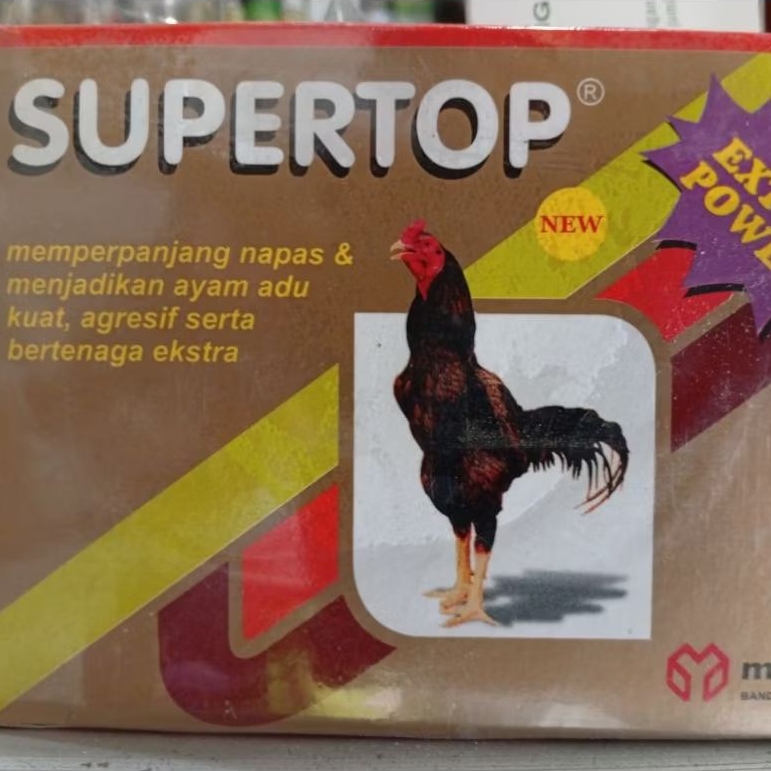 SUPERTOP®
NEW
memperpanjang napas &
menjadikan ayam adu
kuat, agresif serta
bertenaga ekstra